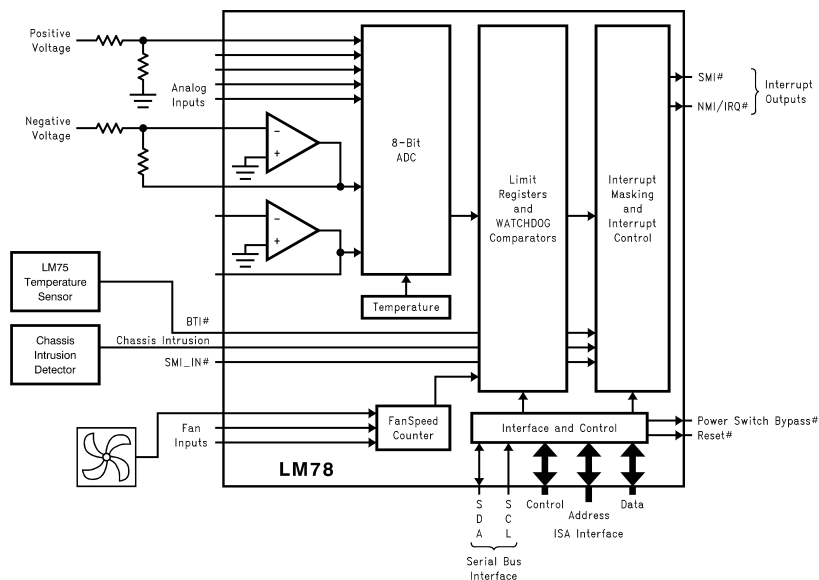 Positive
Voltage
Analog
Inputs
Negative
Voltage
-
+
-
+
8-Bit
ADC
Limit
Registers
and
WATCHDOG
Comparators
Interrupt
Masking
and
Interrupt
Control
SMI#
NMI/IRQ#
Interrupt
Outputs
LM75
Temperature
Sensor
Temperature
BTI#
Chassis Intrusion
SMI_IN#
Chassis
Intrusion
Detector
Fan
Inputs
FanSpeed
Counter
Interface and Control
Power Switch Bypass#
Reset#
LM78
SDA
SCL
Control
Address
Data
ISA Interface
Serial Bus
Interface